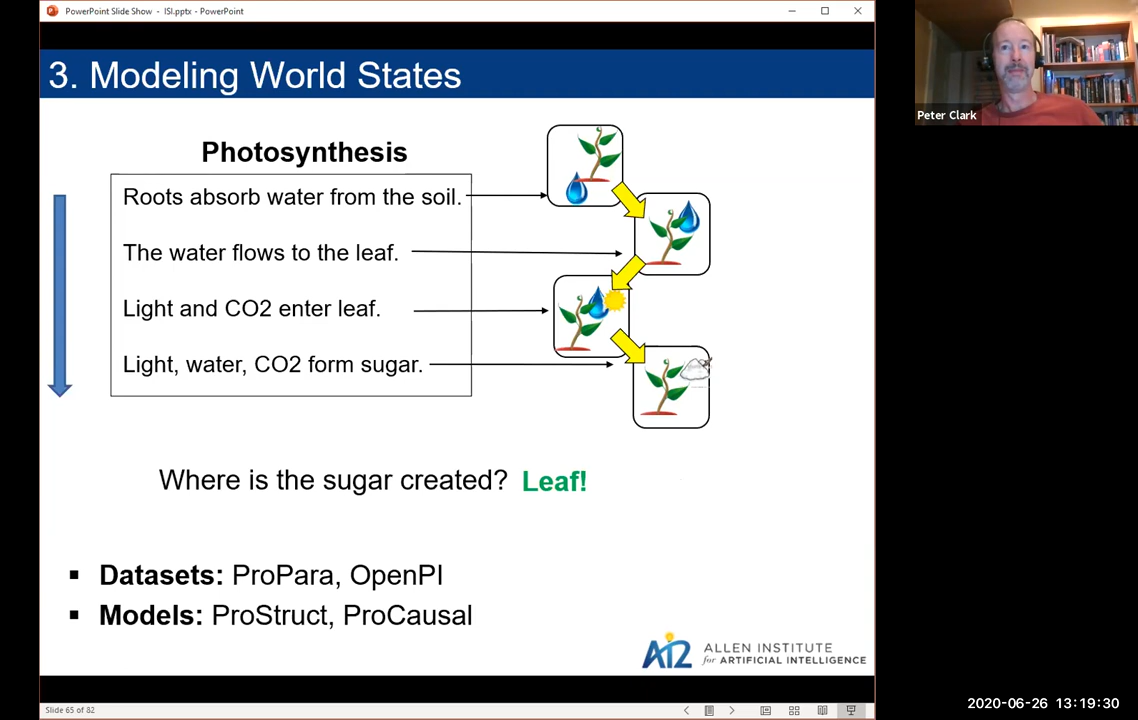 PowerPoint Slide Show - ISI.pptx - PowerPoint
3. Modeling World States
Photosynthesis
Roots absorb water from the soil.
The water flows to the leaf.
Light and CO2 enter leaf.
Light, water, CO2 form sugar.
Where is the sugar created? Leaf!
▪ Datasets: ProPara, OpenPI
▪ Models: ProStruct, ProCausal
AI2 ALLEN INSTITUTE
for ARTIFICIAL INTELLIGENCE
Slide 65 of 82
Peter Clark
2020-06-26 13:19:30